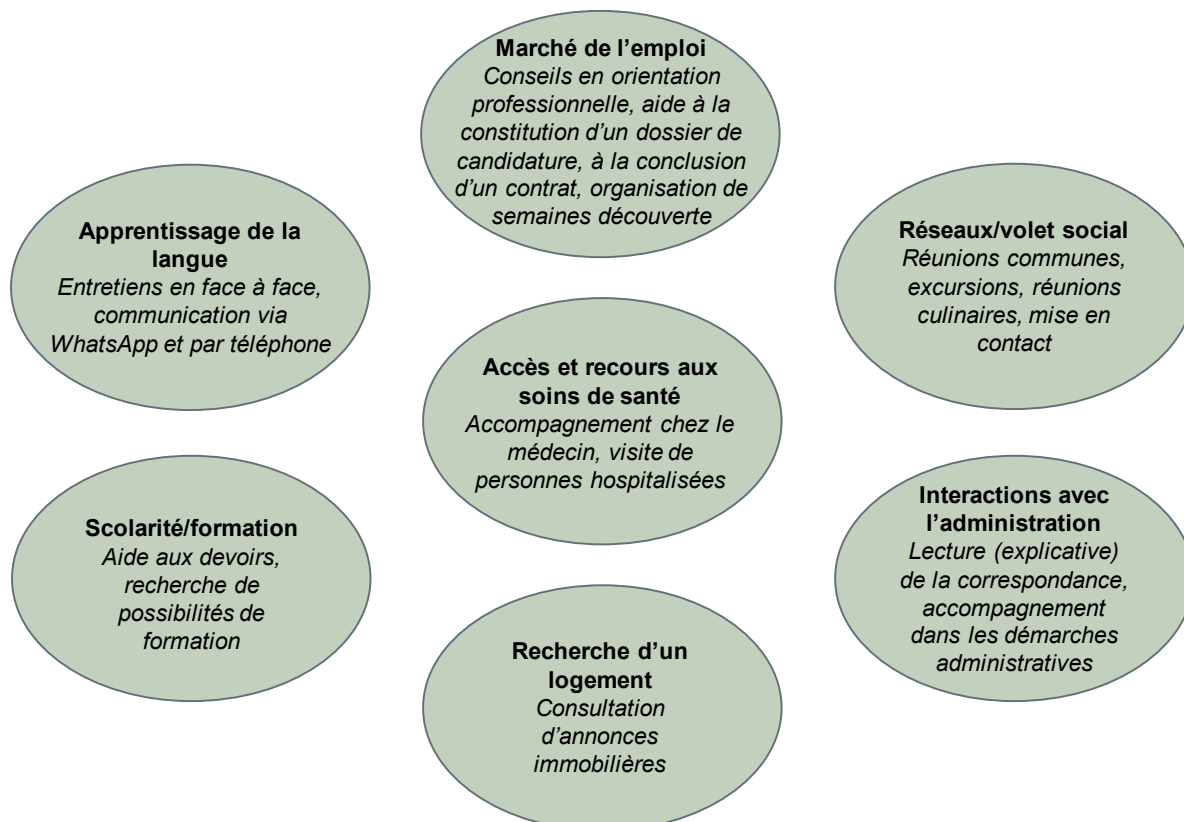 Marché de l’emploi
Conseils en orientation
professionnelle, aide à la
constitution d’un dossier de
candidature, à la conclusion
d’un contrat, organisation de
semaines découverte
Apprentissage de la
langue
Entretiens en face à face,
communication via
WhatsApp et par téléphone
Réseaux/volet social
Réunions communes,
excursions, réunions
culinaires, mise en
contact
Accès et recours aux
soins de santé
Accompagnement chez le
médecin, visite de
personnes hospitalisées
Scolarité/formation
Aide aux devoirs,
recherche de
possibilités de
formation
Interactions avec
l’administration
Lecture (explicative)
de la correspondance,
accompagnement
dans les démarches
administratives
Recherche d’un
logement
Consultation
d’annonces
immobilières